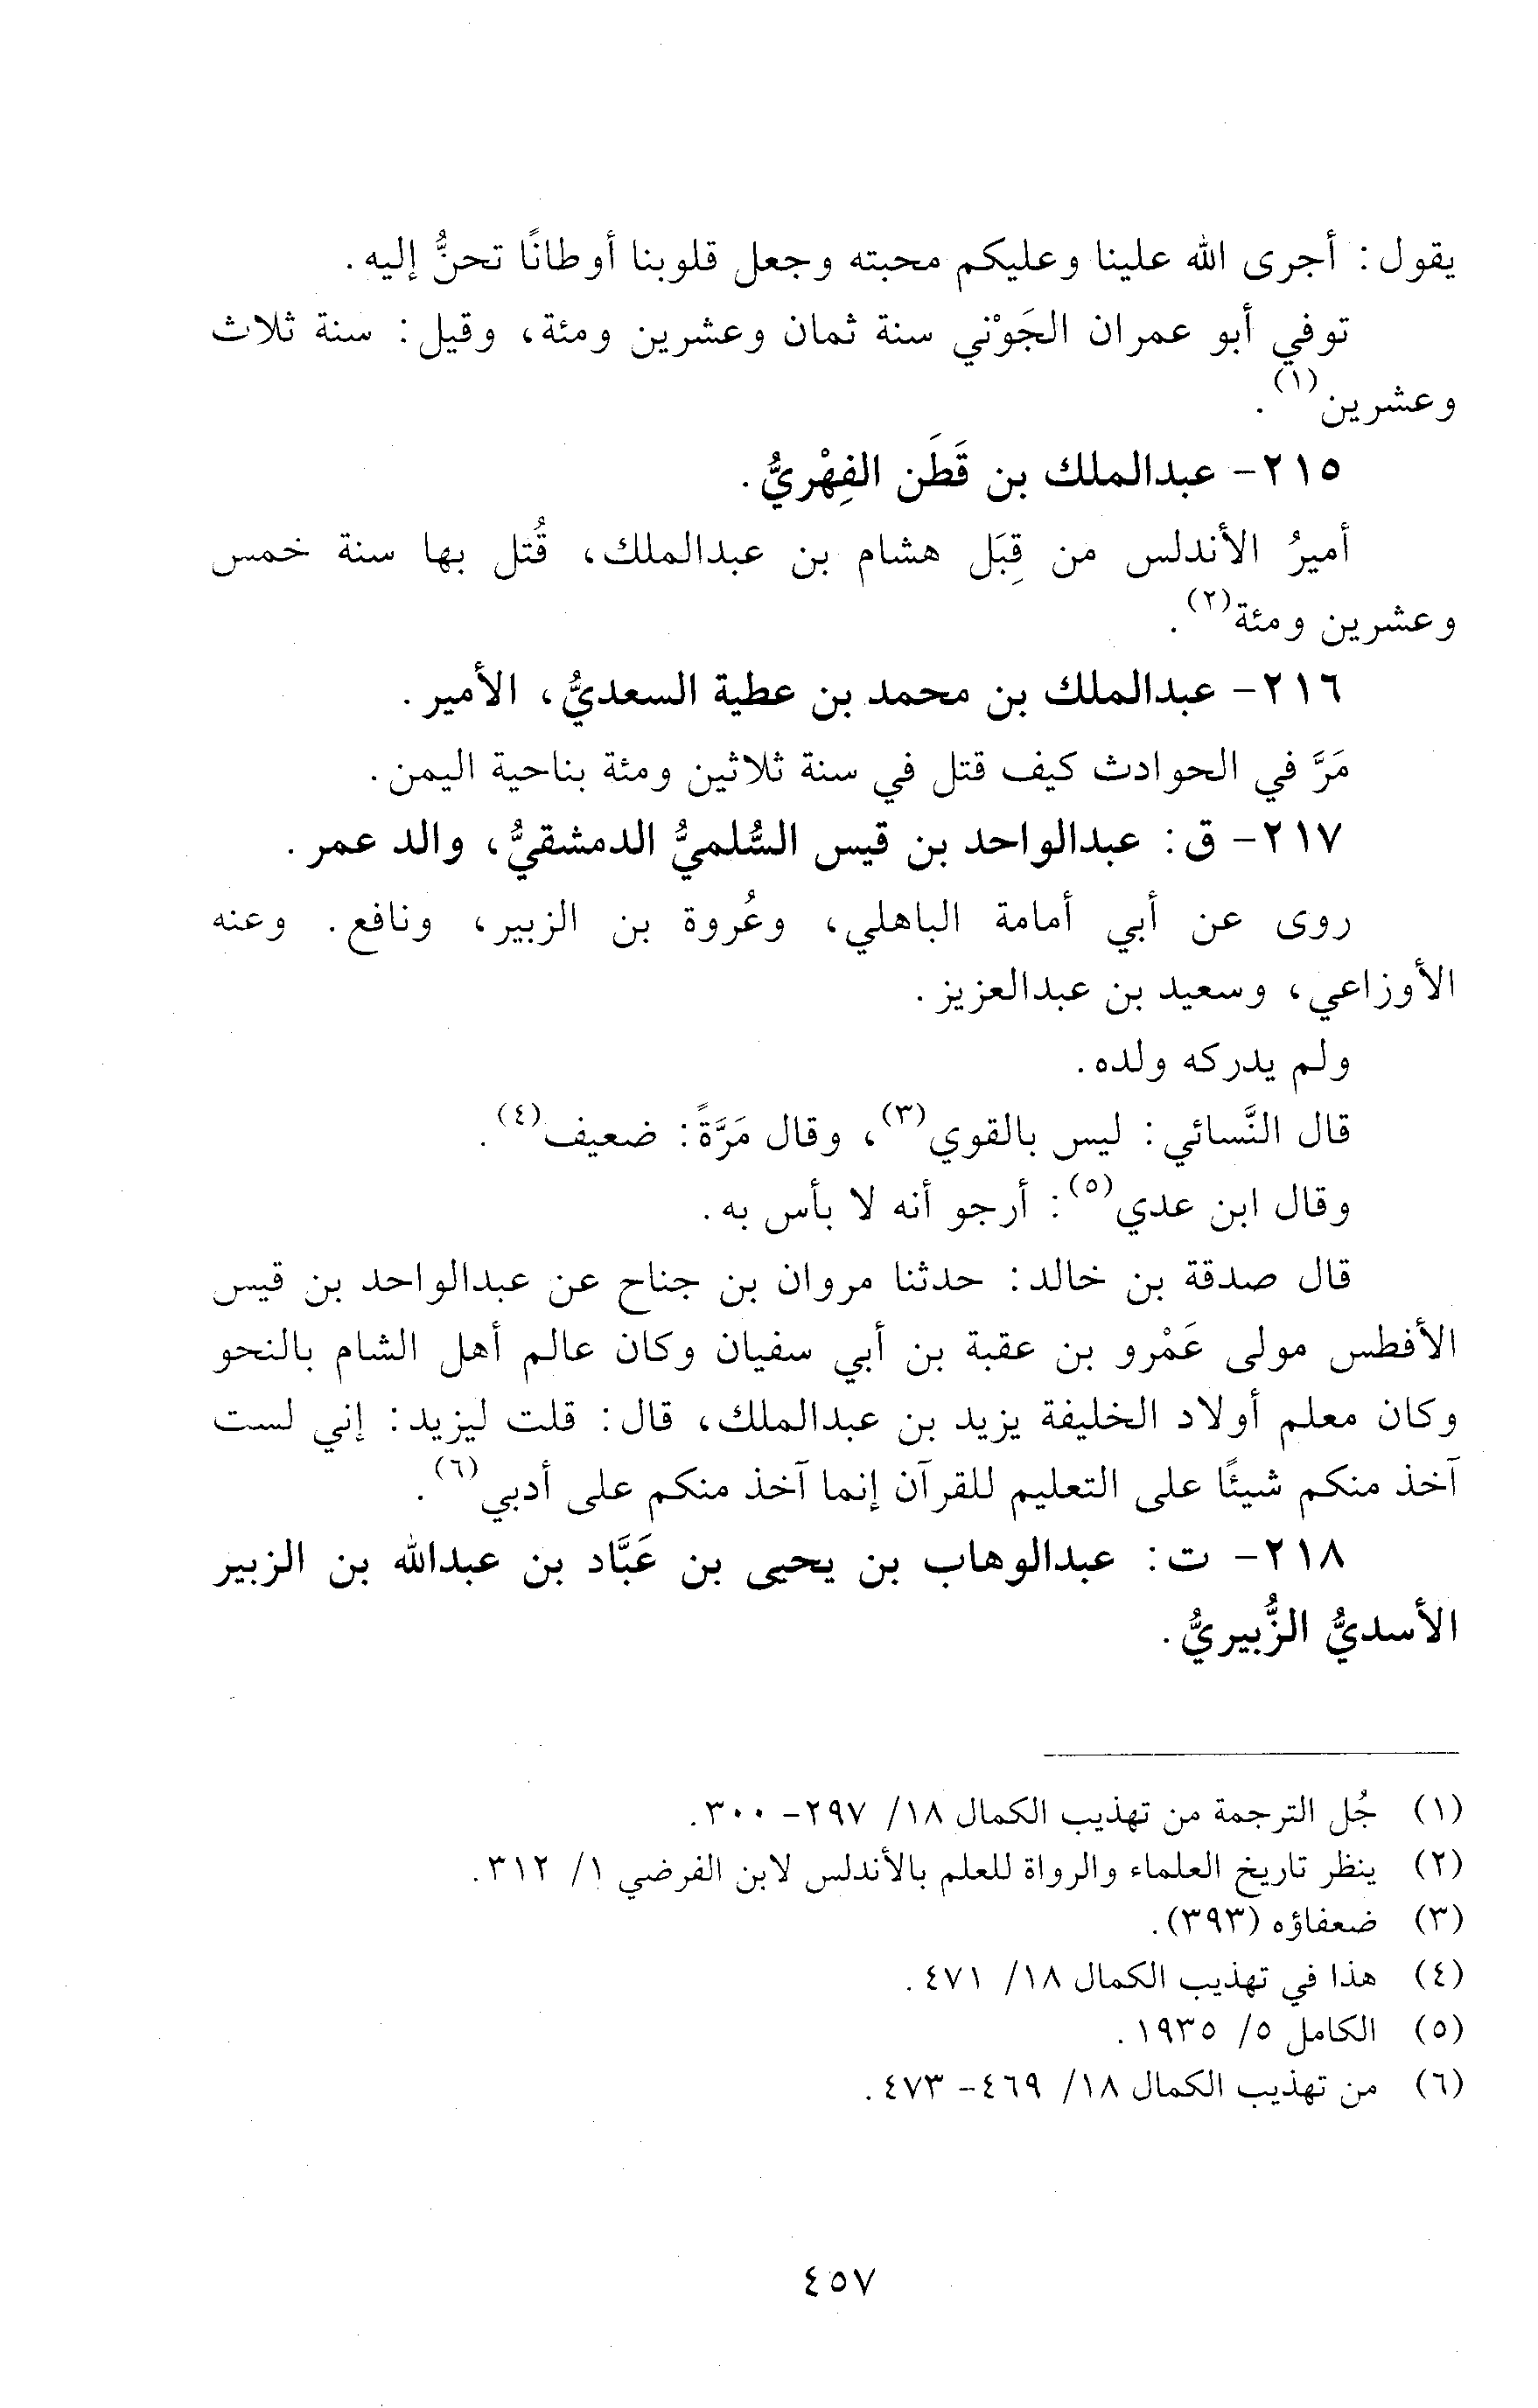 يقول: أجرى الله علينا وعليكم محبته وجعل قلوبنا أوطانًا تحنُّ إليه.
توفي أبو عمران الجَوْني سنة ثمان وعشرين ومئة، وقيل: سنة ثلاث
وعشرين(١).
٢١٥- عبدالملك بن قَطَن الفِهْريُّ.
أميرُ الأندلس من قِبَل هشام بن عبدالملك، قُتل بها سنة خمس
وعشرين ومئة(٢).
٢١٦- عبدالملك بن محمد بن عطية السعديُّ، الأمير.
مَرَّ في الحوادث كيف قتل في سنة ثلاثين ومئة بناحية اليمن.
٢١٧- ق: عبدالواحد بن قيس السُّلميُّ الدمشقيُّ، والد عمر.
روى عن أبي أمامة الباهلي، وعُروة بن الزبير، ونافع. وعنه
الأوزاعي، وسعيد بن عبدالعزيز.
ولم يدركه ولده.
قال النَّسائي: ليس بالقوي(٣)، وقال مَرَّةً: ضعيف(٤).
وقال ابن عدي(٥): أرجو أنه لا بأس به.
قال صدقة بن خالد: حدثنا مروان بن جناح عن عبدالواحد بن قيس
الأفطس مولى عَمْرو بن عقبة بن أبي سفيان وكان عالم أهل الشام بالنحو
وكان معلم أولاد الخليفة يزيد بن عبدالملك، قال: قلت ليزيد: إني لست
آخذ منكم شيئًا على التعليم للقرآن إنما آخذ منكم على أدبي(٦).
٢١٨- ت: عبدالوهاب بن يحيى بن عَبَّاد بن عبدالله بن الزبير
الأسديُّ الزُّبيريُّ.
(١) جُل الترجمة من تهذيب الكمال ١٨/ ٢٩٧- ٣٠٠.
(٢) ينظر تاريخ العلماء والرواة للعلم بالأندلس لابن الفرضي ١/ ٣١٢.
(٣) ضعفاؤه (٣٩٣).
(٤) هذا في تهذيب الكمال ١٨/ ٤٧١.
(٥) الكامل ٥/ ١٩٣٥.
(٦) من تهذيب الكمال ١٨/ ٤٦٩- ٤٧٣.
٤٥٧